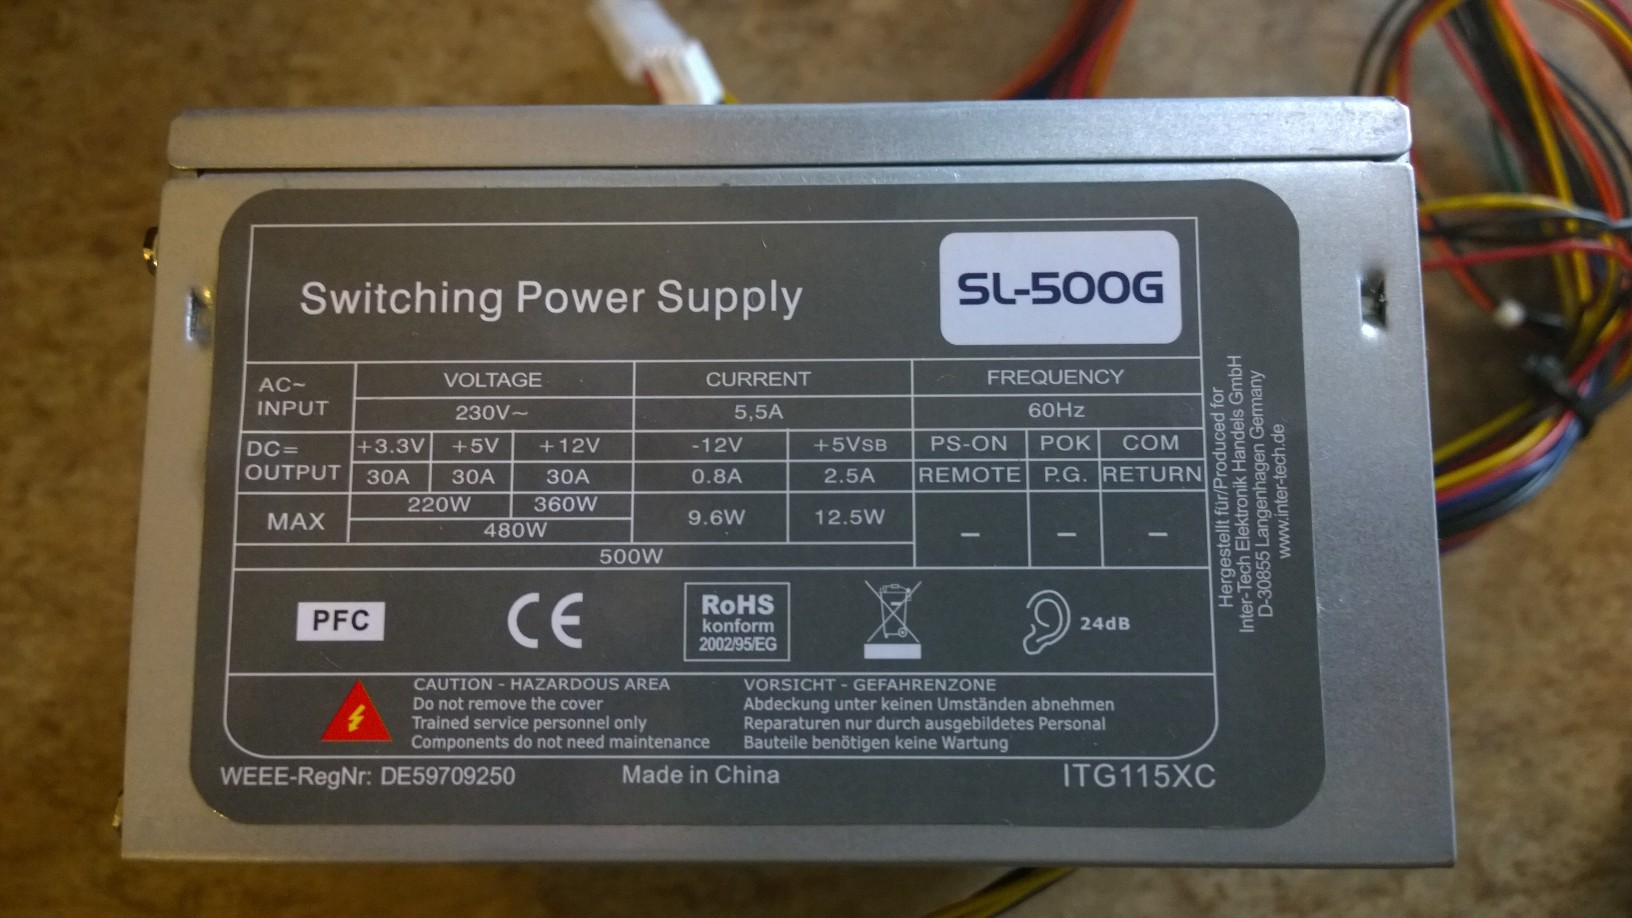 Switching Power Supply
SL-500G
AC~ INPUT
VOLTAGE CURRENT FREQUENCY
230V~ 5,5A 60Hz
DC= OUTPUT
+3.3V +5V +12V -12V +5VSB PS-ON POK COM
30A 30A 30A 0.8A 2.5A REMOTE P.G. RETURN
MAX
220W 360W 9.6W 12.5W – – –
480W
500W
PFC
CE
RoHS
konform
2002/95/EG
24dB
CAUTION - HAZARDOUS AREA
Do not remove the cover
Trained service personnel only
Components do not need maintenance
VORSICHT - GEFAHRENZONE
Abdeckung unter keinen Umständen abnehmen
Reparaturen nur durch ausgebildetes Personal
Bauteile benötigen keine Wartung
WEEE-RegNr: DE59709250
Made in China
ITG115XC
Hergestellt für/Produced for
Inter-Tech Elektronik Handels GmbH
D-30855 Langenhagen Germany
www.inter-tech.de